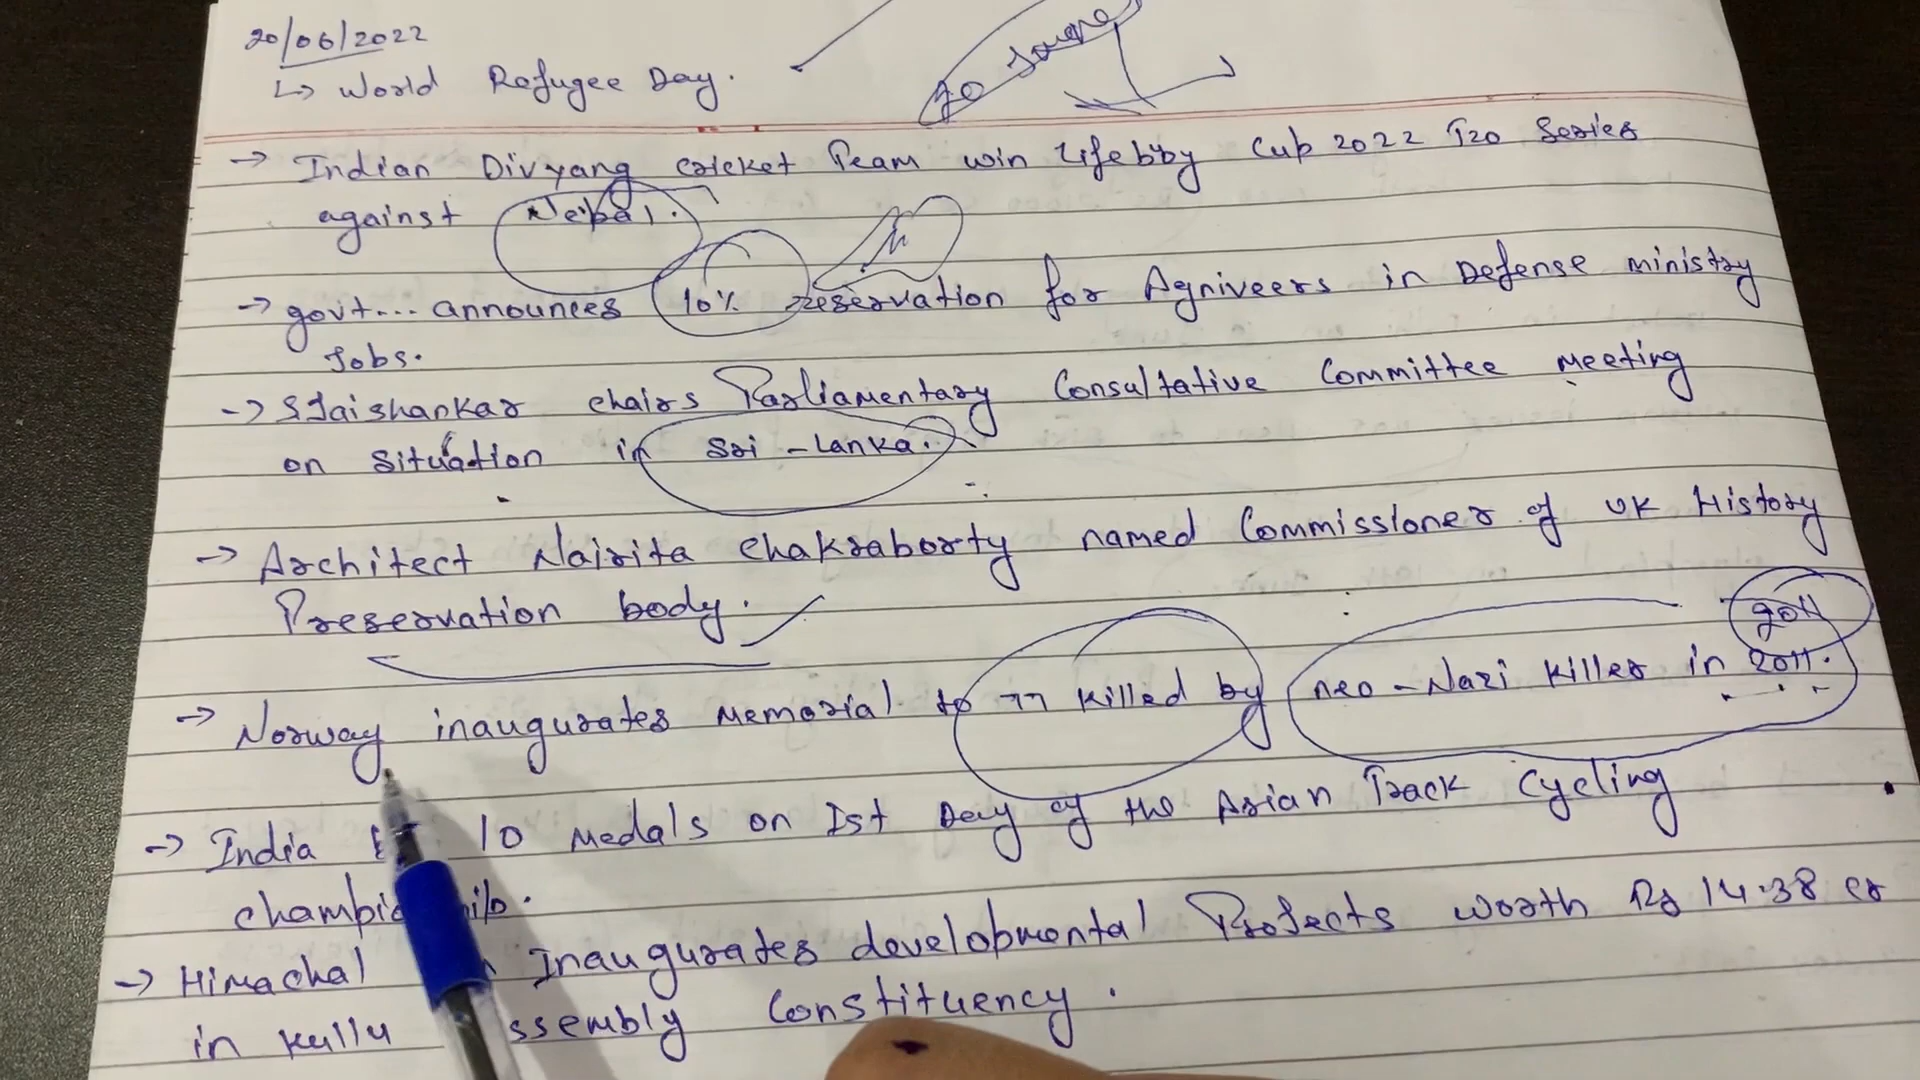 20/06/2022
↳ World Refugee Day.
→ Indian Divyang cricket Team win Lifebby Cup 2022 T20 Series
against Nepal.
→ govt... announces 10% reservation for Agniveers in Defense ministry
Jobs.
→ S Jaishankar chairs Parliamentary Consultative Committee meeting
on situation in Sri-Lanka.
→ Architect Nairita Chakraborty named Commissioner of UK History
Preservation body.
2011
→ Norway inaugurates Memorial to 77 killed by neo-Nazi killer in 2011.
→ India 10 Medals on Ist Day of the Asian Track Cycling
→ Himachal Inaugurates developmental Projects worth Rs 14.38 cr
in kullu ssembly Constituency.